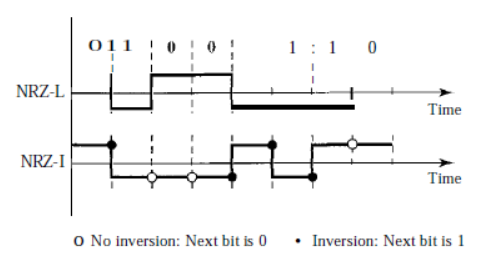 O 1 1 0 0 1 : 1 0
NRZ-L
Time
NRZ-I
Time
O No inversion: Next bit is 0 • Inversion: Next bit is 1